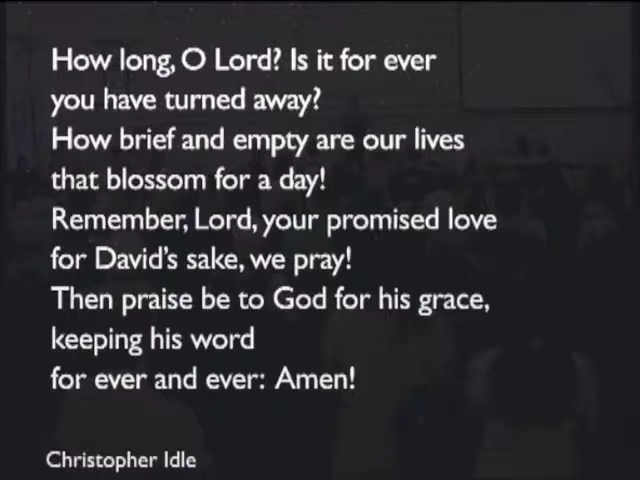 How long, O Lord? Is it for ever
you have turned away?
How brief and empty are our lives
that blossom for a day!
Remember, Lord, your promised love
for David's sake, we pray!
Then praise be to God for his grace,
keeping his word
for ever and ever: Amen!
Christopher Idle